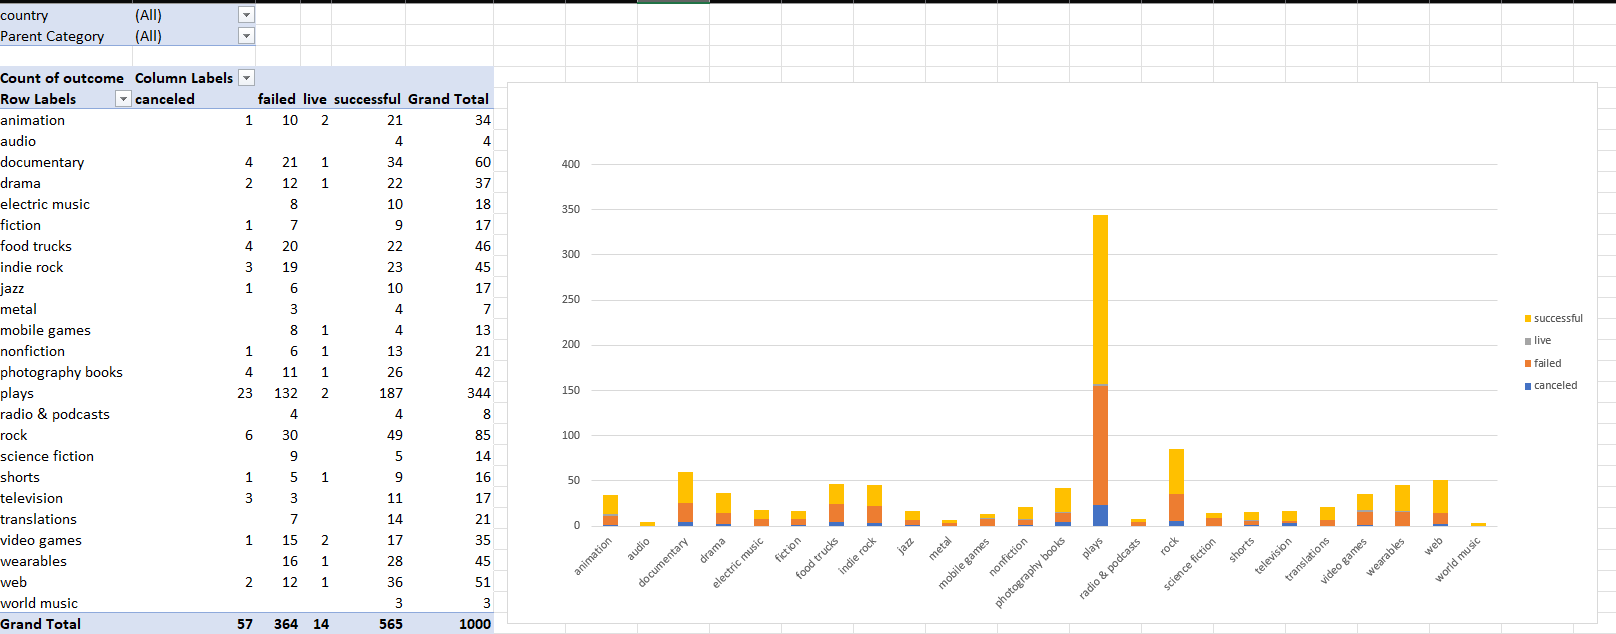 country (All)
Parent Category (All)
Count of outcome Column Labels
Row Labels canceled failed live successful Grand Total
animation 1 10 2 21 34
audio 4 4
documentary 4 21 1 34 60
drama 2 12 1 22 37
electric music 8 10 18
fiction 1 7 9 17
food trucks 4 20 22 46
indie rock 3 19 23 45
jazz 1 6 10 17
metal 3 4 7
mobile games 8 1 4 13
nonfiction 1 6 1 13 21
photography books 4 11 1 26 42
plays 23 132 2 187 344
radio & podcasts 4 4 8
rock 6 30 49 85
science fiction 9 5 14
shorts 1 5 1 9 16
television 3 3 11 17
translations 7 14 21
video games 1 15 2 17 35
wearables 16 1 28 45
web 2 12 1 36 51
world music 3 3
Grand Total 57 364 14 565 1000
400
350
300
250
200
150
100
50
0
animation
audio
documentary
drama
electric music
fiction
food trucks
indie rock
jazz
metal
mobile games
nonfiction
photography books
plays
radio & podcasts
rock
science fiction
shorts
television
translations
video games
wearables
web
world music
successful
live
failed
canceled